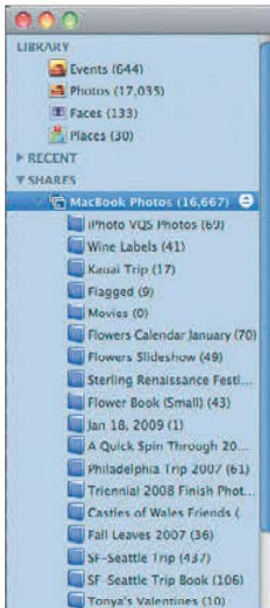 LIBRARY
Events (644)
Photos (17,035)
Faces (133)
Places (30)
RECENT
SHARES
MacBook Photos (16,667)
iPhoto VQS Photos (69)
Wine Labels (41)
Kauai Trip (17)
Flagged (9)
Movies (0)
Flowers Calendar January (70)
Flowers Slideshow (49)
Sterling Renaissance Festi...
Flower Book (Small) (43)
Jan 18, 2009 (1)
A Quick Spin Through 20...
Philadelphia Trip 2007 (61)
Triennial 2008 Finish Phot...
Castles of Wales Friends (
Fall Leaves 2007 (36)
SF-Seattle Trip (437)
SF-Seattle Trip Book (106)
Tonya's Valentines (10)